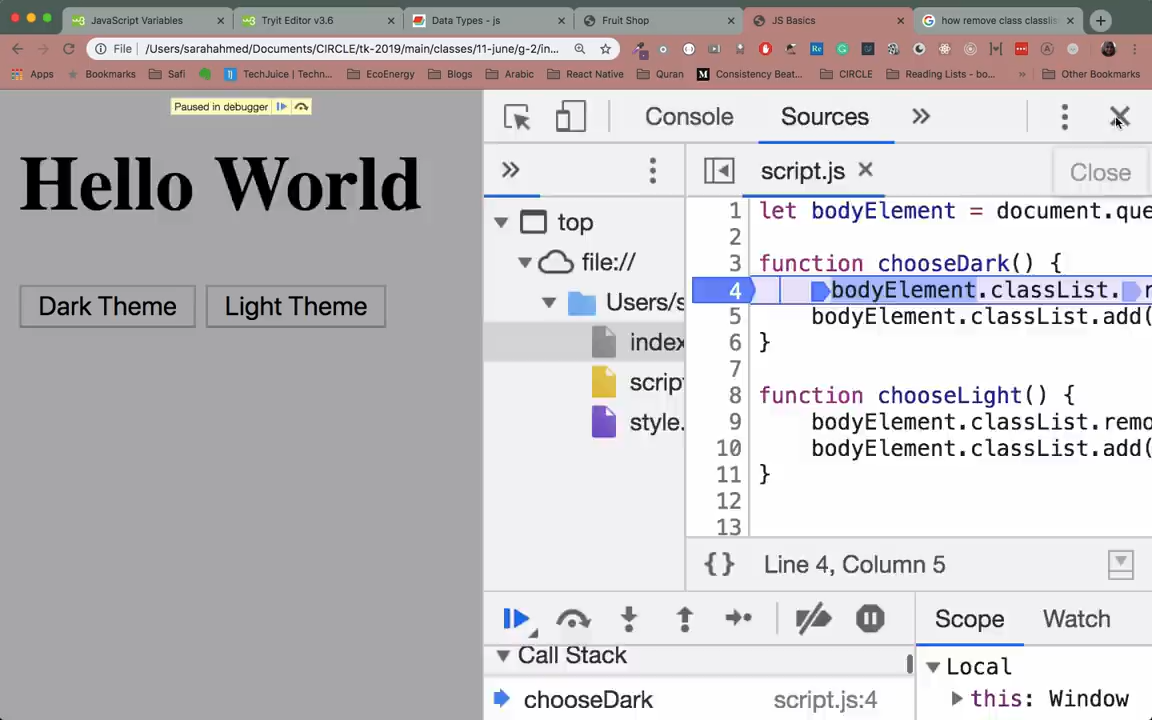 JavaScript Variables
Tryit Editor v3.6
Data Types - js
Fruit Shop
JS Basics
how remove class classlis
File
/Users/sarahahmed/Documents/CIRCLE/tk-2019/main/classes/11-june/g-2/in...
Apps
Bookmarks
Safi
TechJuice | Techn...
EcoEnergy
Blogs
Arabic
React Native
Quran
Consistency Beat...
CIRCLE
Reading Lists - bo...
Other Bookmarks
Paused in debugger
Console
Sources
Close
script.js
Hello World
Dark Theme
Light Theme
top
file://
Users/s
index
script
style.
1 let bodyElement = document.que
2
3 function chooseDark() {
4 bodyElement.classList.r
5 bodyElement.classList.add(
6 }
7
8 function chooseLight() {
9 bodyElement.classList.remo
10 bodyElement.classList.add(
11 }
12
13
{} Line 4, Column 5
Scope
Watch
Call Stack
chooseDark
script.js:4
Local
this: Window